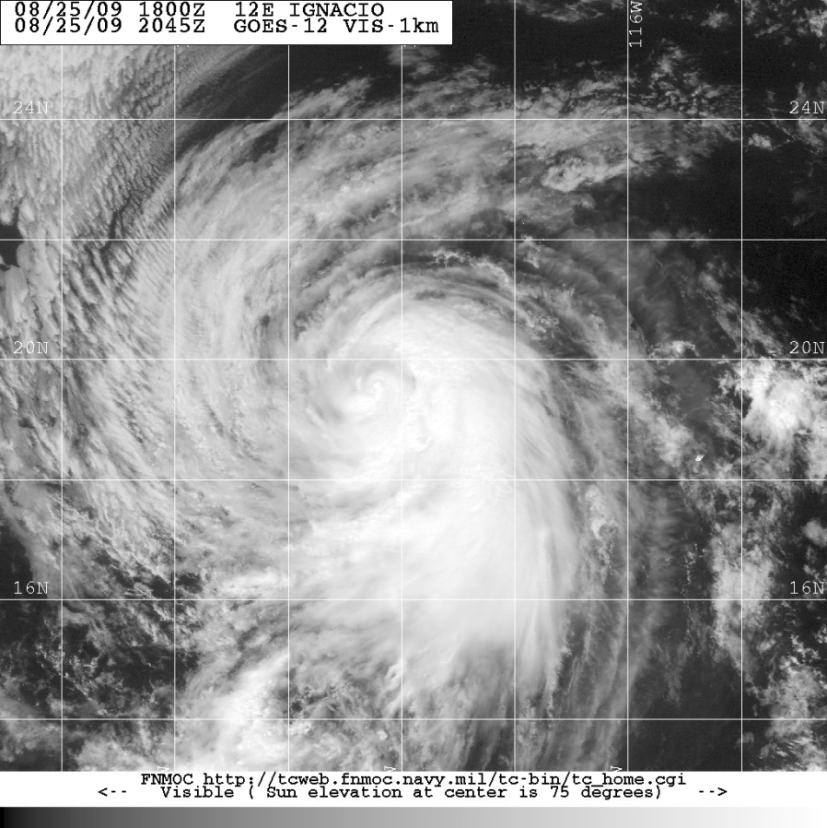 08/25/09 1800Z 12E IGNACIO
08/25/09 2045Z GOES-12 VIS-1km
116W
24N 24N
20N 20N
16N 16N
FNMOC http://tcweb.fnmoc.navy.mil/tc-bin/tc_home.cgi
<-- Visible ( Sun elevation at center is 75 degrees) -->